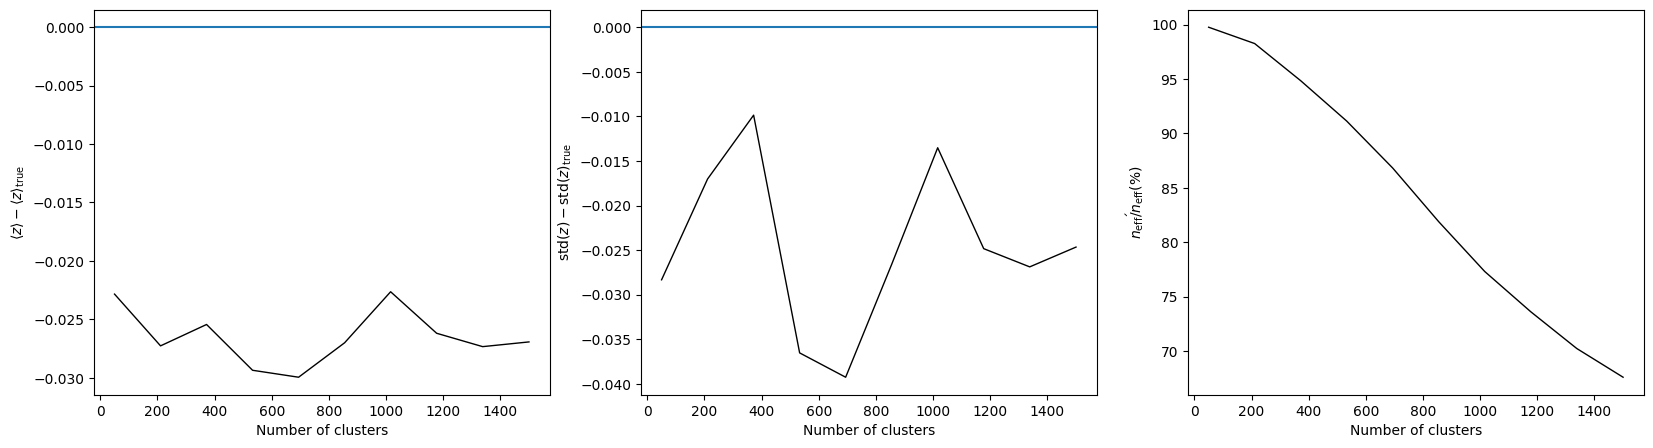 0.000
−0.005
−0.010
−0.015
−0.020
−0.025
−0.030
⟨z⟩ − ⟨z⟩true
0 200 400 600 800 1000 1200 1400
Number of clusters
0.000
−0.005
−0.010
−0.015
−0.020
−0.025
−0.030
−0.035
−0.040
std(z) − std(z)true
0 200 400 600 800 1000 1200 1400
Number of clusters
100
95
90
85
80
75
70
n′eff/neff(%)
0 200 400 600 800 1000 1200 1400
Number of clusters